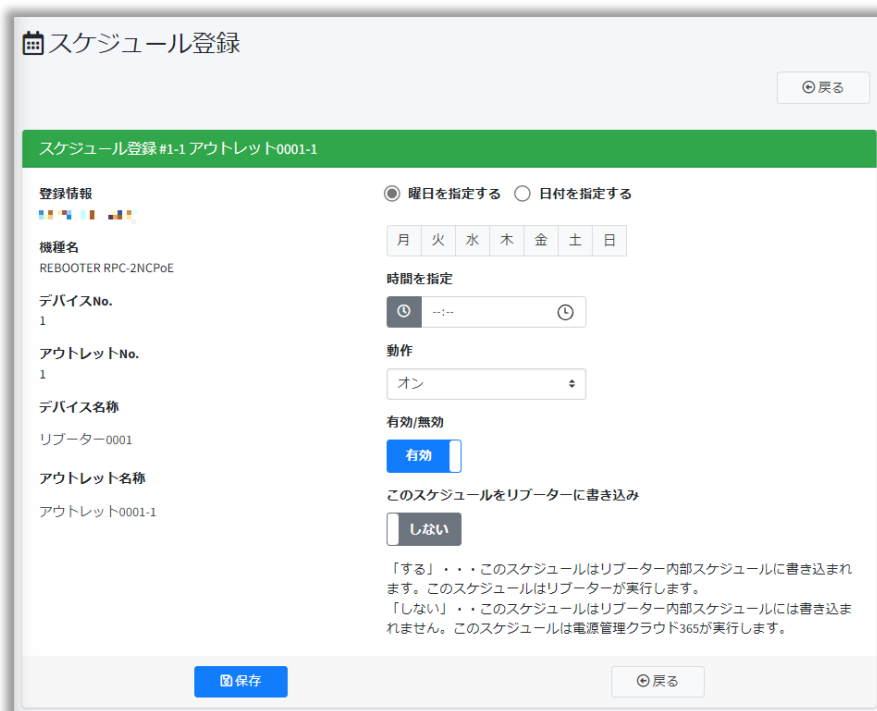 スケジュール登録
戻る
スケジュール登録 #1-1 アウトレット0001-1
登録情報
機種名
REBOOTER RPC-2NCPoE
デバイスNo.
1
アウトレットNo.
1
デバイス名称
リブーター0001
アウトレット名称
アウトレット0001-1
曜日を指定する 日付を指定する
月 火 水 木 金 土 日
時間を指定
--:--
動作
オン
有効/無効
有効
このスケジュールをリブーターに書き込み
しない
「する」・・・このスケジュールはリブーター内部スケジュールに書き込まれ
ます。このスケジュールはリブーターが実行します。
「しない」・・このスケジュールはリブーター内部スケジュールには書き込ま
れません。このスケジュールは電源管理クラウド365が実行します。
保存
戻る